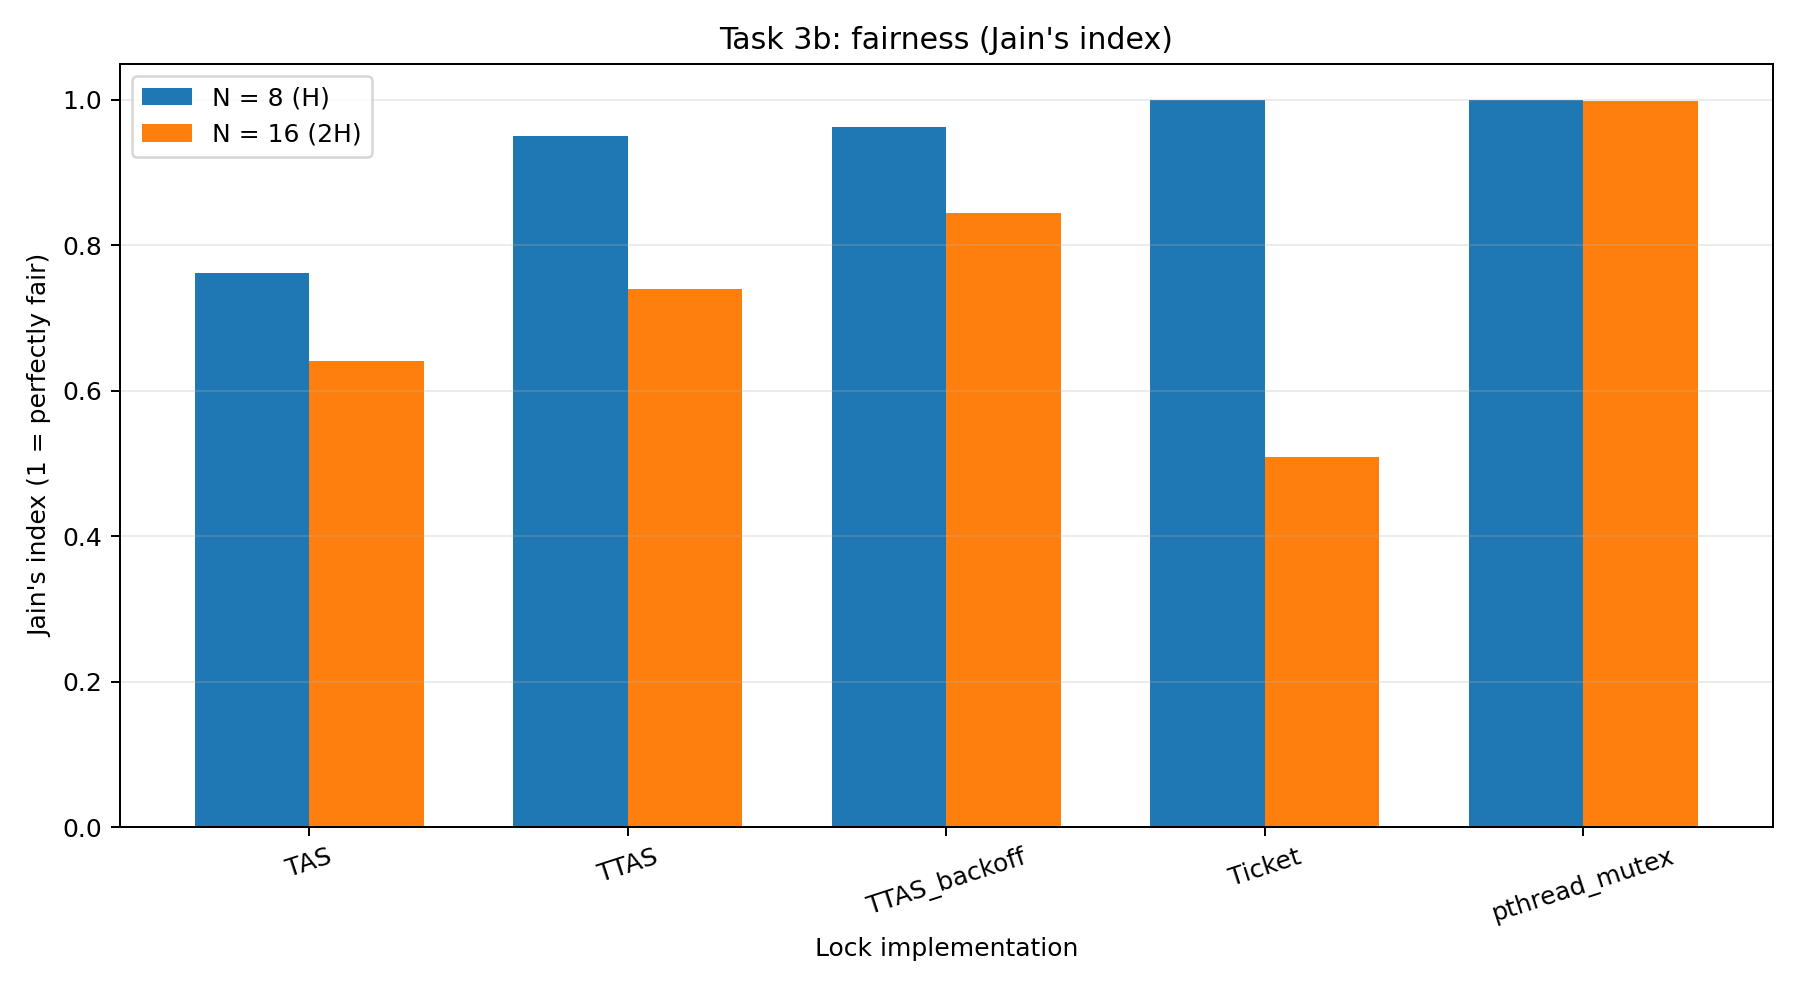 Task 3b: fairness (Jain's index)
N = 8 (H)
N = 16 (2H)
Jain's index (1 = perfectly fair)
1.0
0.8
0.6
0.4
0.2
0.0
TAS
TTAS
TTAS_backoff
Ticket
pthread_mutex
Lock implementation